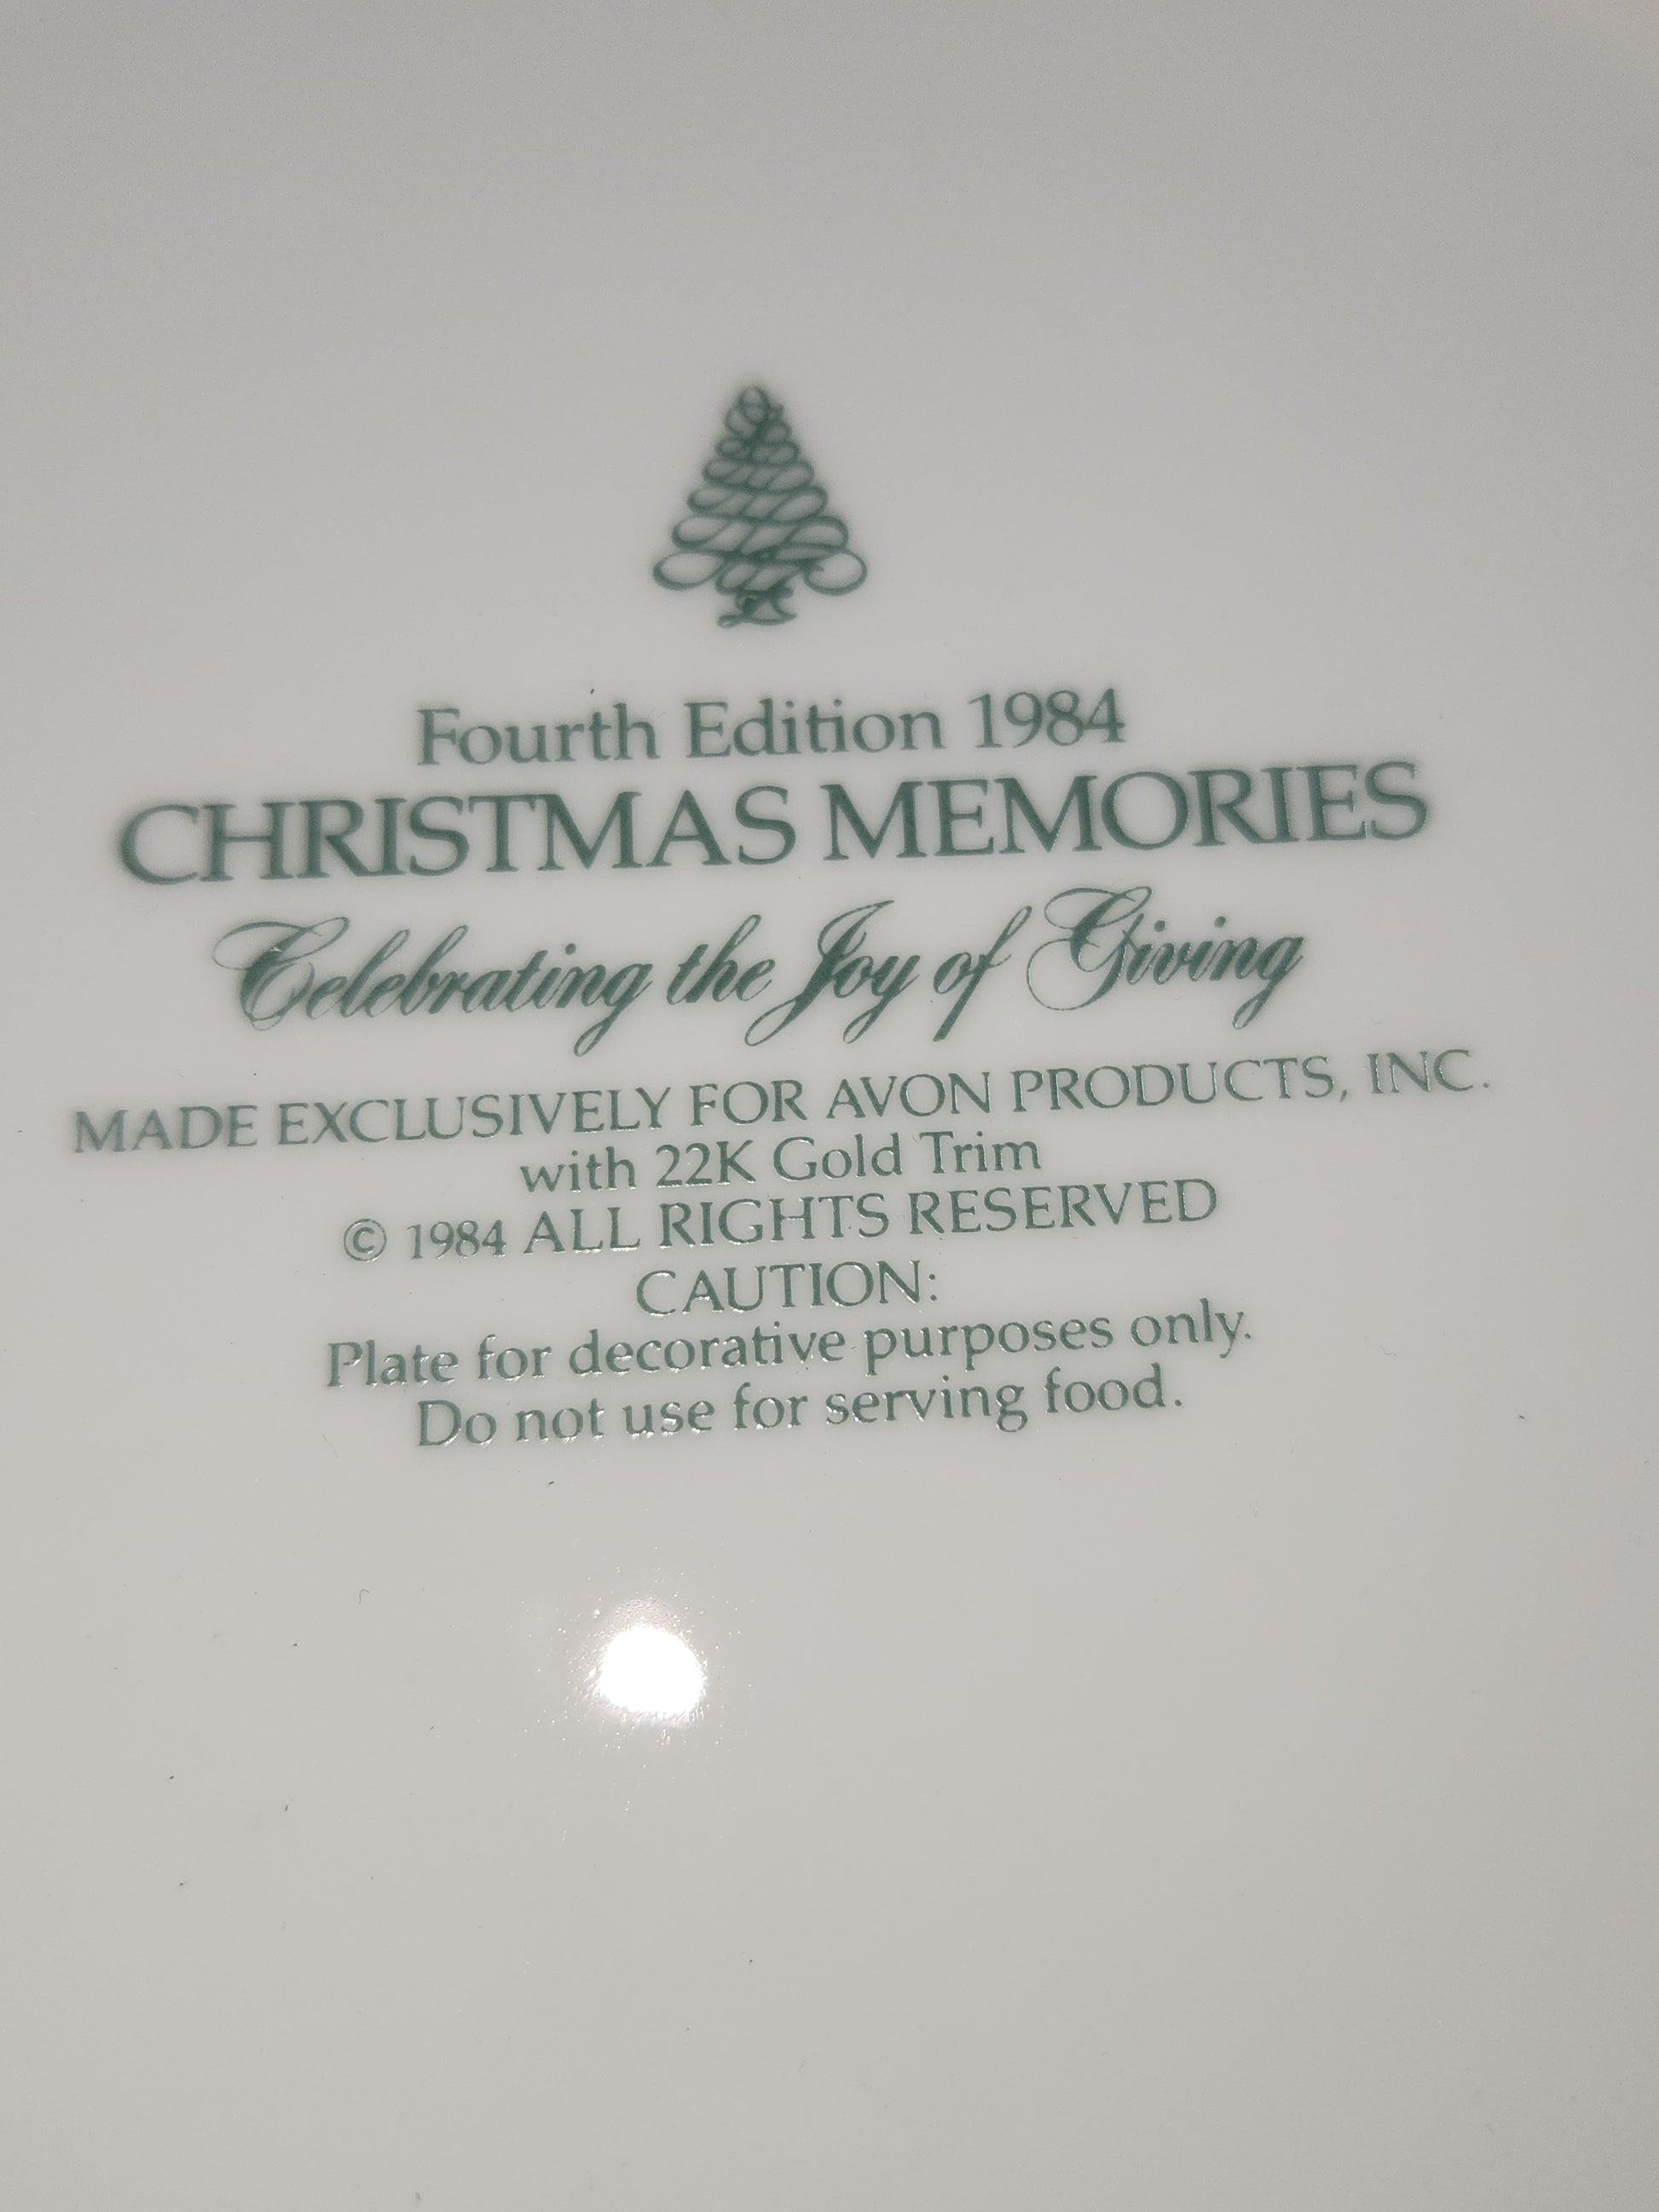 Fourth Edition 1984
CHRISTMAS MEMORIES
Celebrating the Joy of Giving
MADE EXCLUSIVELY FOR AVON PRODUCTS, INC.
with 22K Gold Trim
© 1984 ALL RIGHTS RESERVED
CAUTION:
Plate for decorative purposes only.
Do not use for serving food.